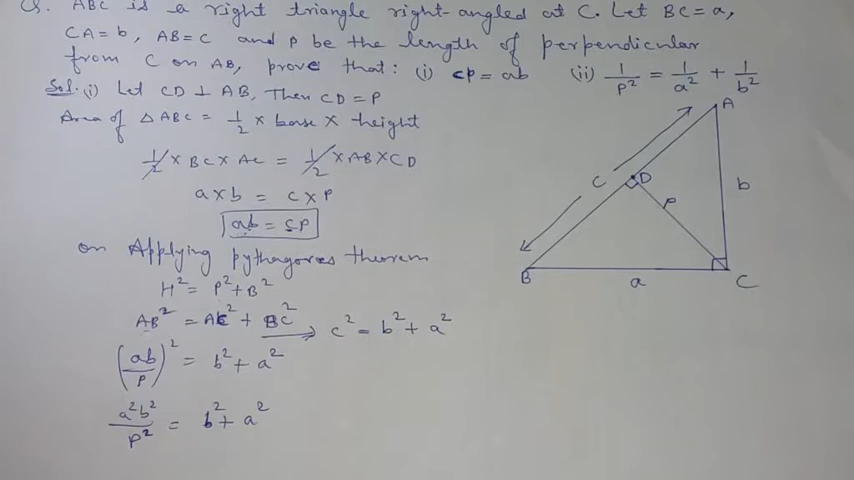 Q. ABC is a right triangle right-angled at C. Let BC = a,
CA = b, AB = c and p be the length of perpendicular
from C on AB, prove that: (i) cp = ab (ii) 1/p² = 1/a² + 1/b²
Sol. (i) Let CD ⊥ AB, Then CD = P
Area of △ ABC = 1/2 × base × height
1/2 × BC × AC = 1/2 × AB × CD
a × b = c × p
ab = cp
on Applying pythagoras theorem
H² = P² + B²
AB² = AC² + BC² → c² = b² + a²
(ab/p)² = b² + a²
a²b²/p² = b² + a²
A
c
D
P
b
B
a
C